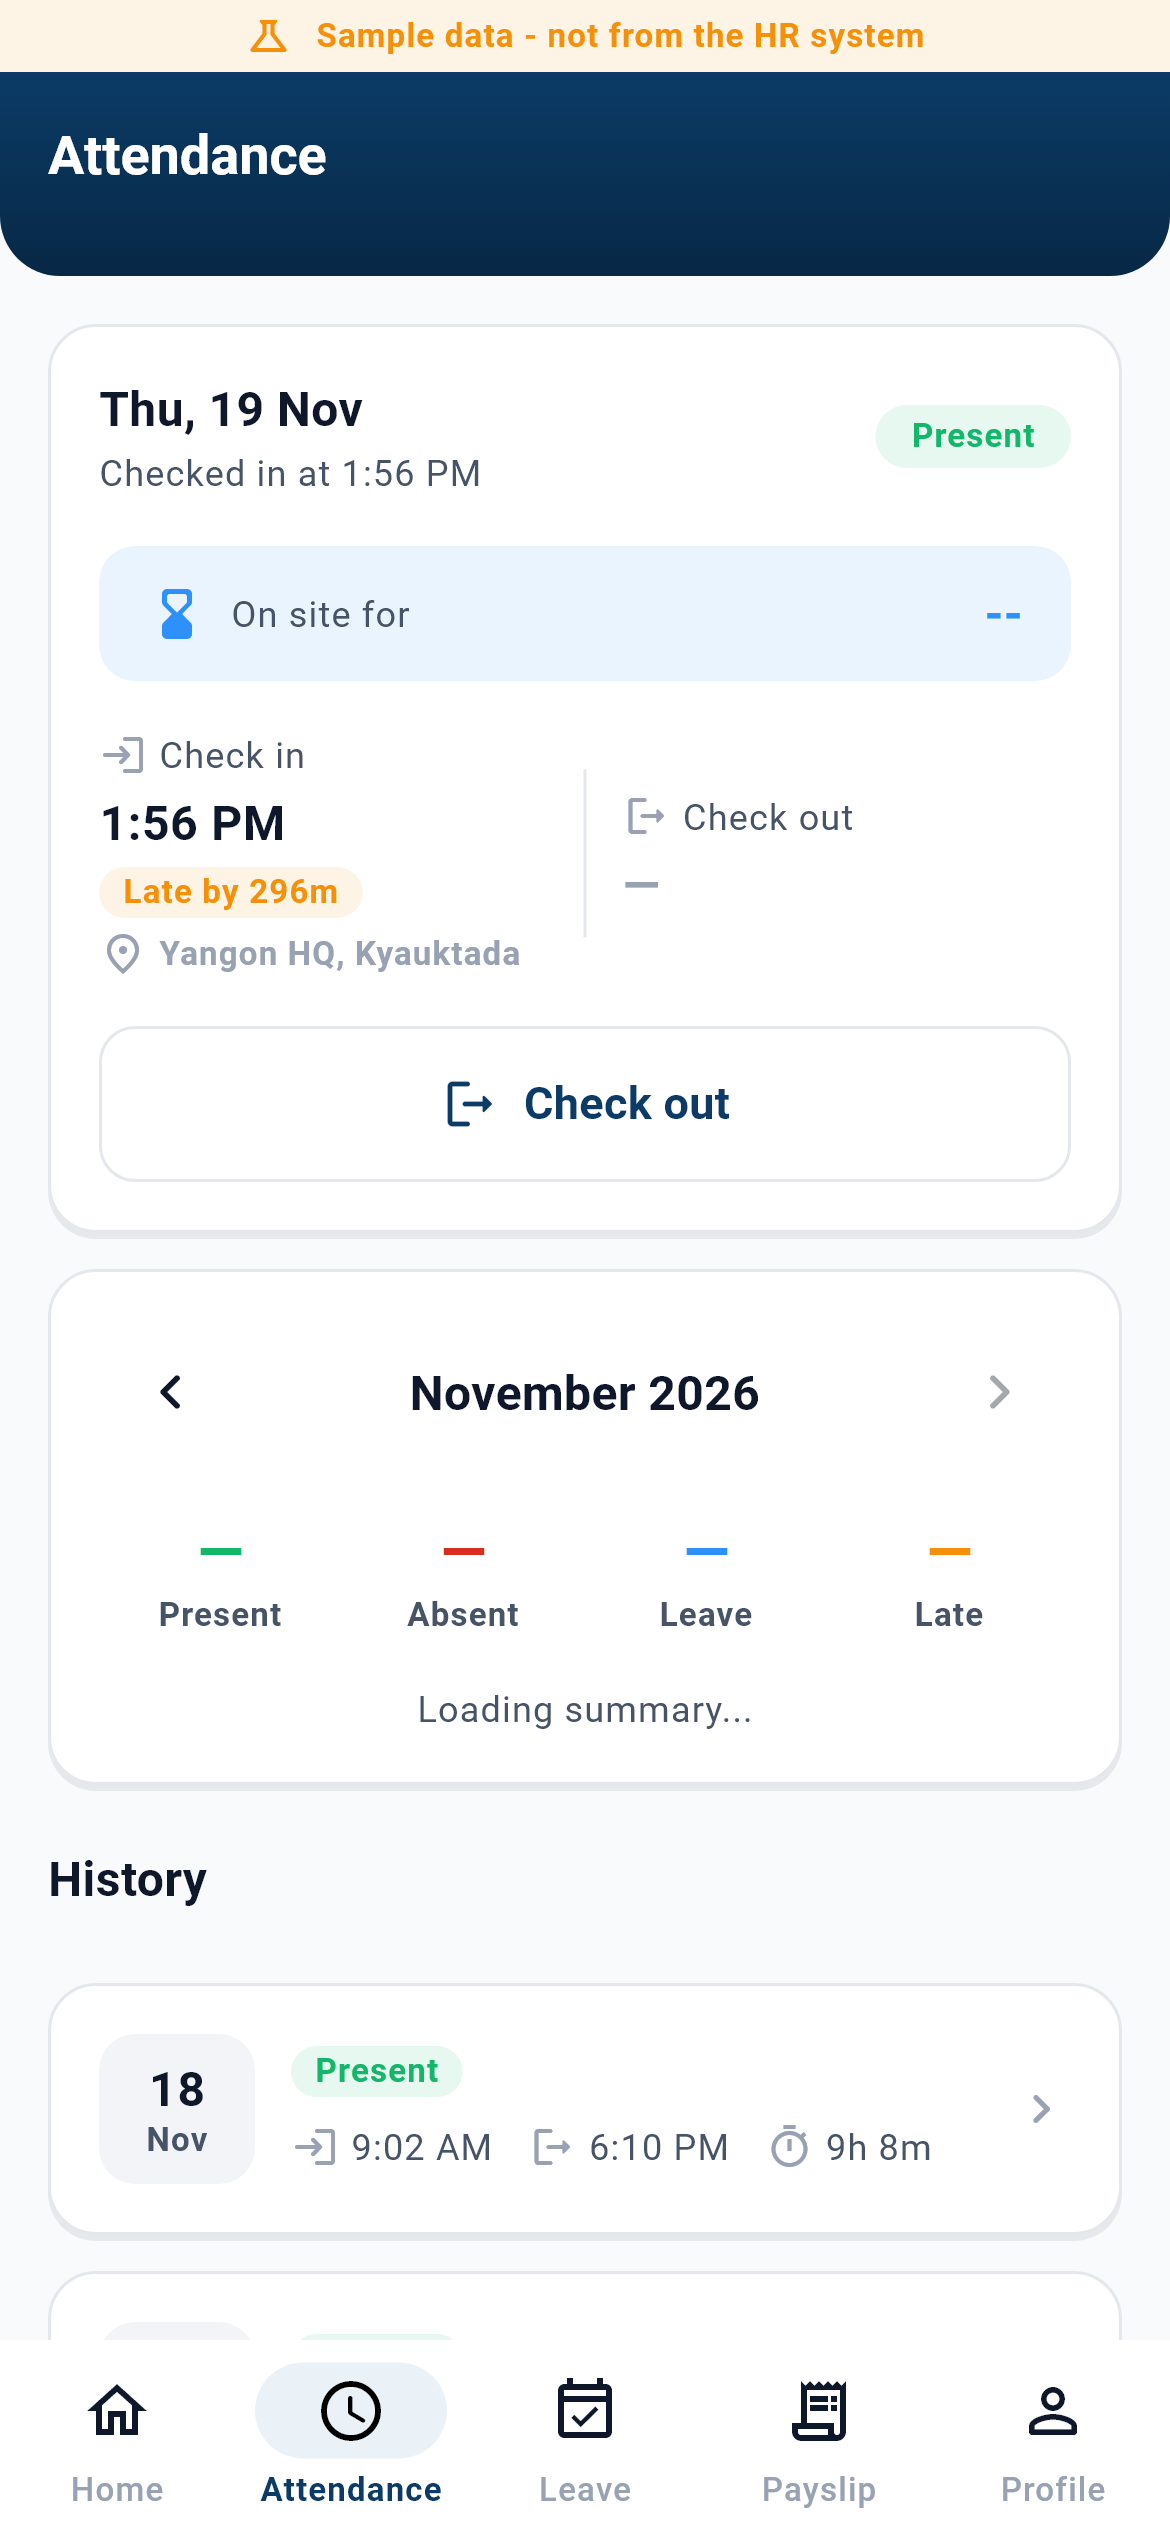 Sample data - not from the HR system
Attendance
Thu, 19 Nov
Checked in at 1:56 PM
Present
On site for
--
Check in
1:56 PM
Late by 296m
Yangon HQ, Kyauktada
Check out
—
Check out
November 2026
— — — —
Present Absent Leave Late
Loading summary...
History
18
Nov
Present
9:02 AM 6:10 PM 9h 8m
Home Attendance Leave Payslip Profile